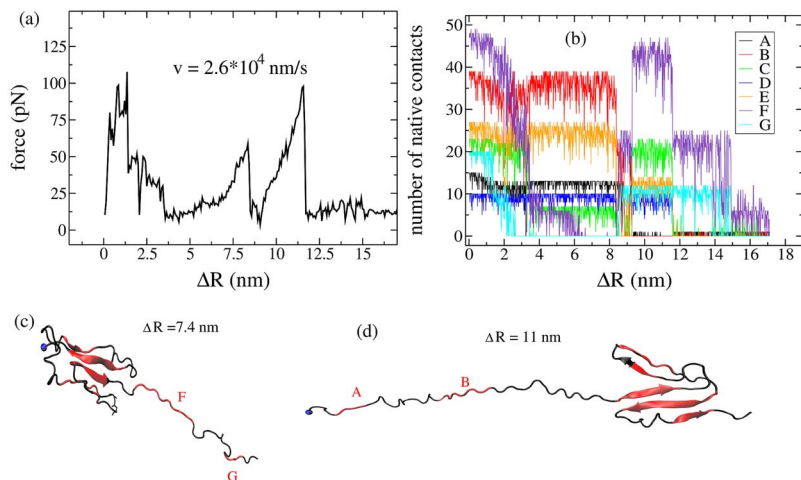 (a)
v = 2.6*10⁴ nm/s
force (pN)
125
100
75
50
25
0
0 2.5 5 7.5 10 12.5 15
ΔR (nm)
(b)
number of native contacts
50
40
30
20
10
0
0 2 4 6 8 10 12 14 16 18
ΔR (nm)
A
B
C
D
E
F
G
(c)
ΔR =7.4 nm
F
G
(d)
ΔR = 11 nm
A
B